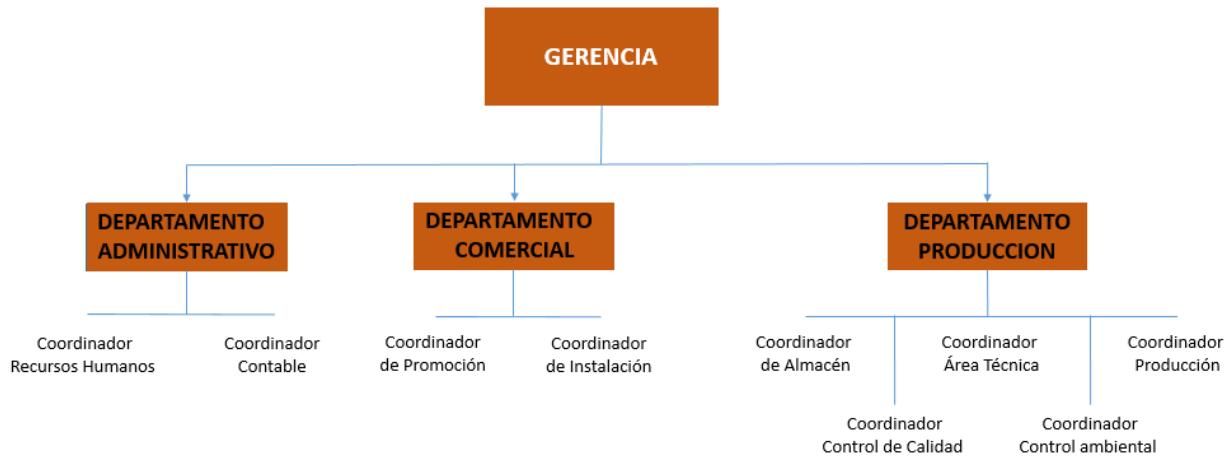 GERENCIA
DEPARTAMENTO
ADMINISTRATIVO
DEPARTAMENTO
COMERCIAL
DEPARTAMENTO
PRODUCCION
Coordinador
Recursos Humanos
Coordinador
Contable
Coordinador
de Promoción
Coordinador
de Instalación
Coordinador
de Almacén
Coordinador
Área Técnica
Coordinador
Producción
Coordinador
Control de Calidad
Coordinador
Control ambiental